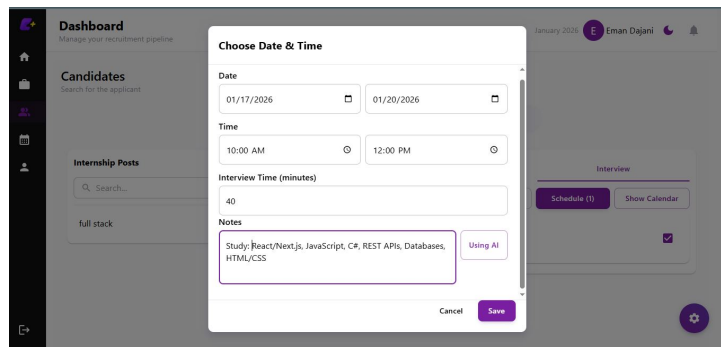 Dashboard
Manage your recruitment pipeline
January 2026
E
Eman Dajani
Candidates
Search for the applicant
Internship Posts
Search...
full stack
Interview
Schedule (1)
Show Calendar
Choose Date & Time
Date
01/17/2026
01/20/2026
Time
10:00 AM
12:00 PM
Interview Time (minutes)
40
Notes
Study: React/Next.js, JavaScript, C#, REST APIs, Databases,
HTML/CSS
Using AI
Cancel
Save